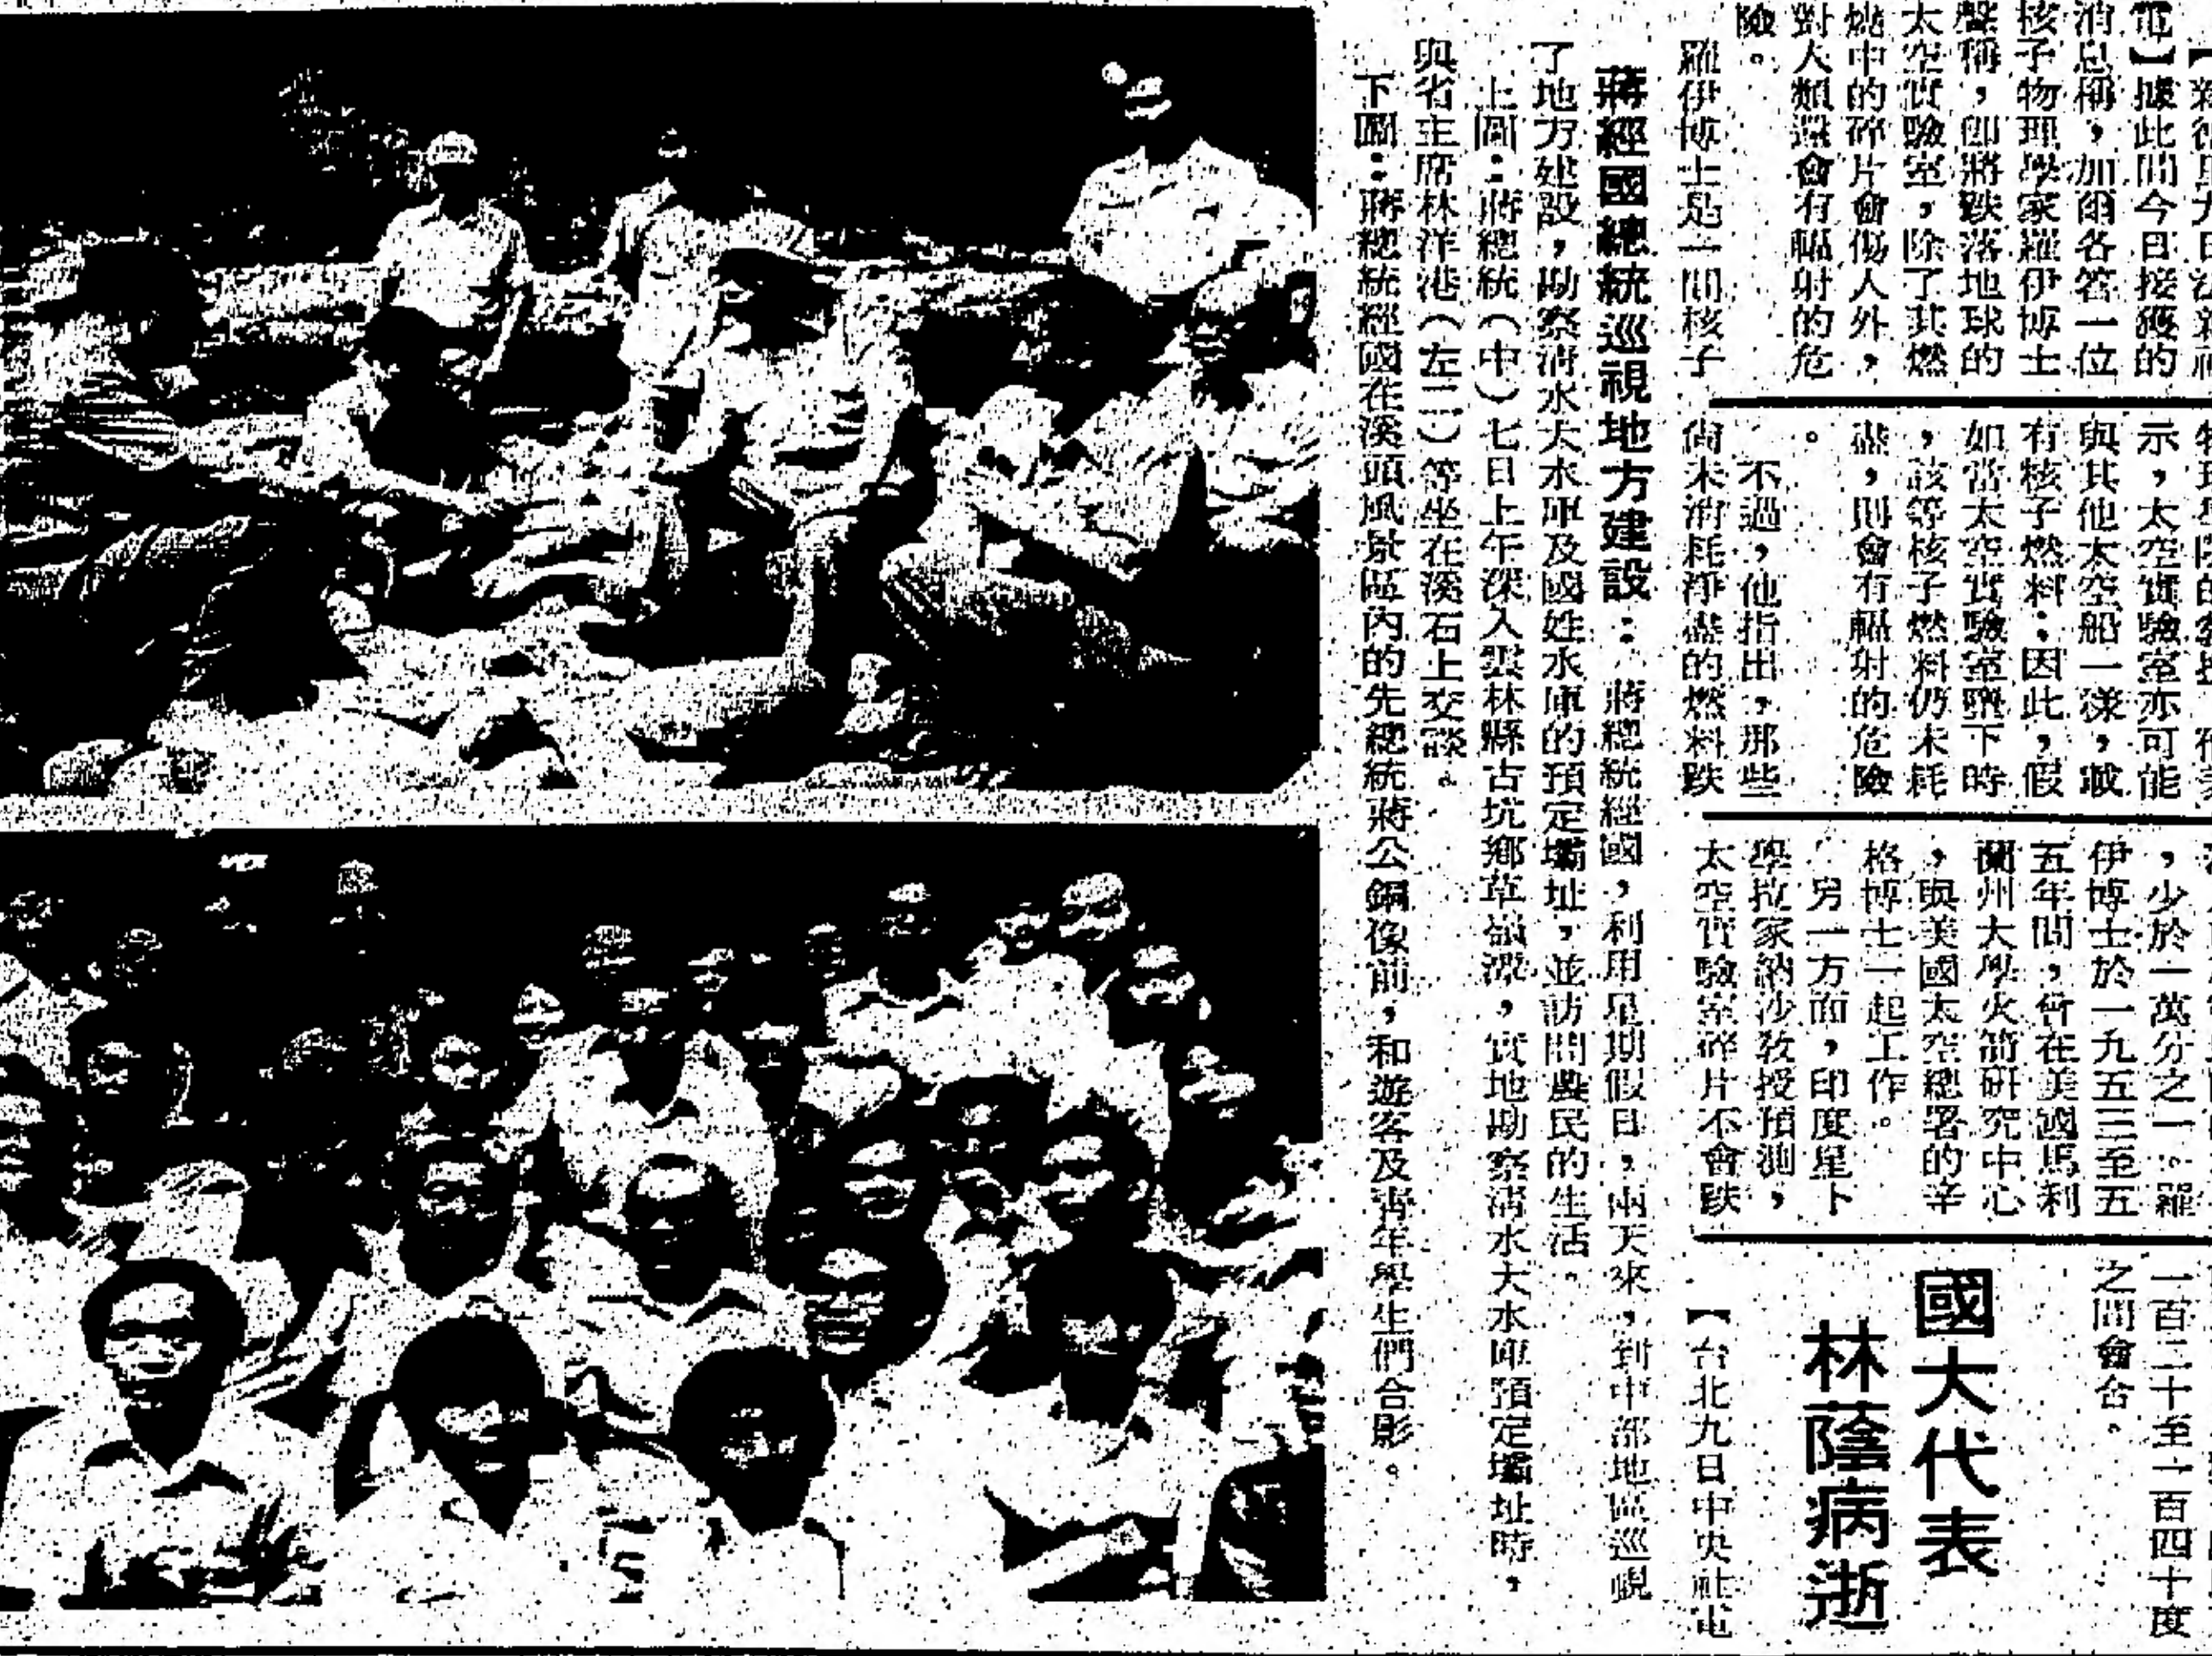 電】據此間今日接獲的
消息稱，加爾各答一位
核子物理學家羅伊博士
聲稱，即將跌落地球的
太空實驗室，除了其燃
燒中的碎片會傷人外，
對人類還會有輻射的危
險。
羅伊博士是一間核子
示，太空實驗室亦可能
與其他太空船一樣，載
有核子燃料；因此，假
如當太空實驗室墮下時
，該等核子燃料仍未耗
盡，則會有輻射的危險
。
不過，他指出，那些
尚未消耗淨盡的燃料跌
，少於一萬分之一。羅
伊博士於一九五三至五
五年間，曾在美國馬利
蘭州大學火箭研究中心
，與美國太空總署的辛
格博士一起工作。
另一方面，印度星卜
學拉家納沙教授預測，
太空實驗室碎片不會跌
一百二十至一百四十度
之間會合。
國大代表
林蔭病逝
【台北九日中央社電
蔣經國總統巡視地方建設：蔣總統經國，利用星期假日，兩天來，到中部地區巡視
了地方建設，勘察清水大水庫及國姓水庫的預定壩址，並訪問農民的生活。
上圖：蔣總統（中）七日上午深入雲林縣古坑鄉草嶺潭，實地勘察清水大水庫預定壩址時，
與省主席林洋港（左二）等坐在溪石上交談。
下圖：蔣總統經國在溪頭風景區內的先總統蔣公銅像前，和遊客及青年學生們合影。